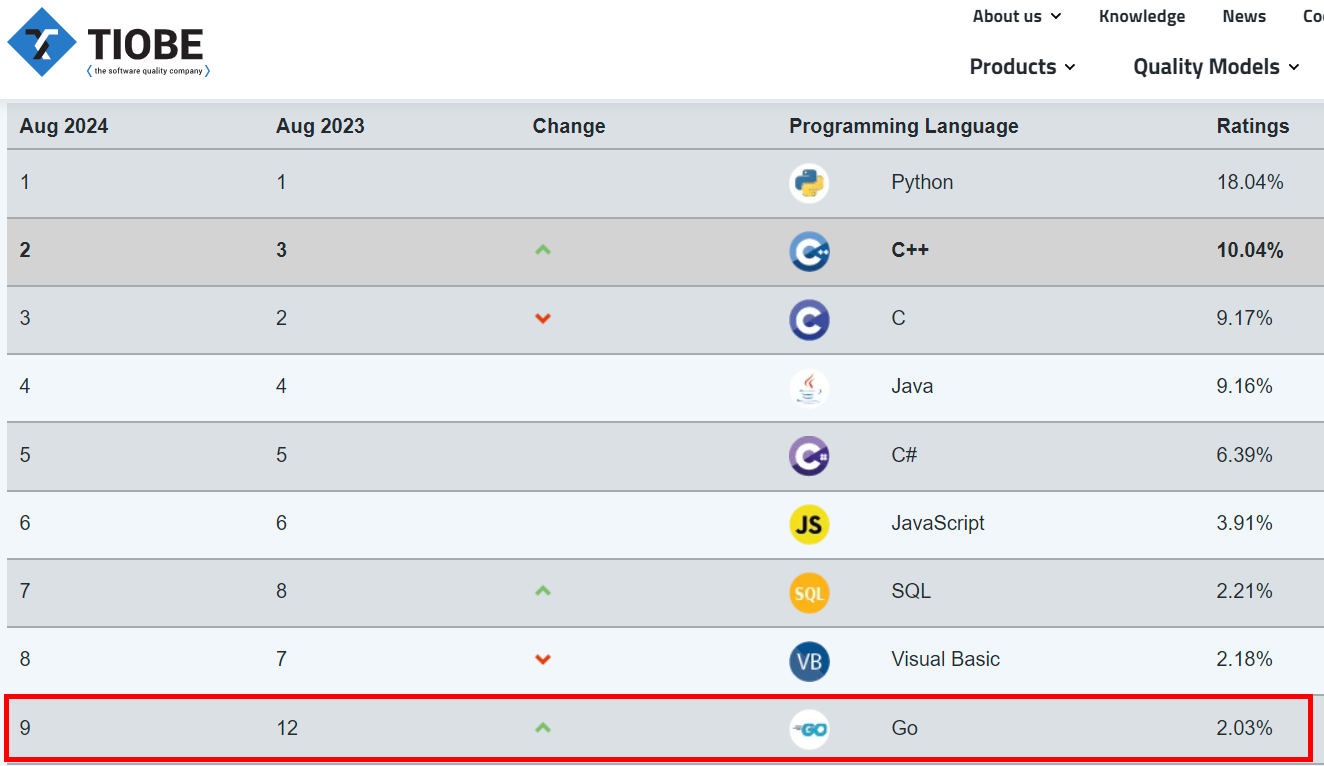 About us Knowledge News Co
TIOBE
the software quality company
Products Quality Models
Aug 2024 Aug 2023 Change Programming Language Ratings
1 1 Python 18.04%
2 3 C++ 10.04%
3 2 C 9.17%
4 4 Java 9.16%
5 5 C# 6.39%
6 6 JS JavaScript 3.91%
7 8 SQL SQL 2.21%
8 7 VB Visual Basic 2.18%
9 12 GO Go 2.03%